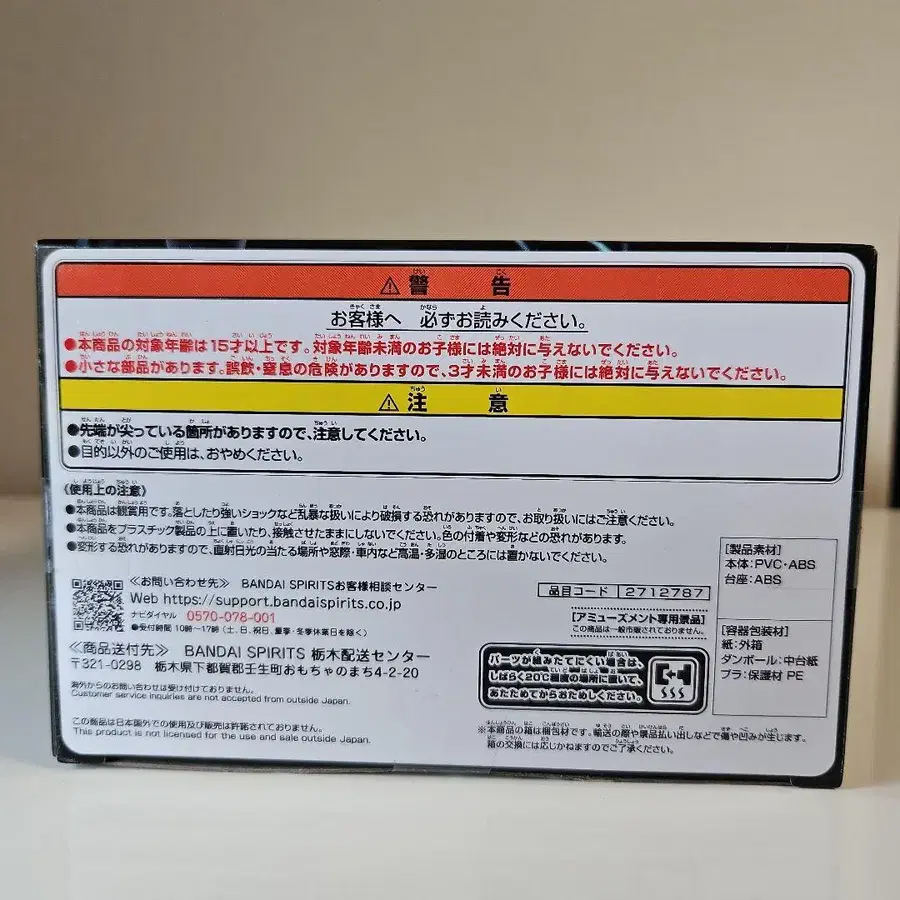 ⚠警告
お客様へ 必ずお読みください。
●本商品の対象年齢は15才以上です。対象年齢未満のお子様には絶対に与えないでください。
●小さな部品があります。誤飲・窒息の危険がありますので、3才未満のお子様には絶対に与えないでください。
⚠注意
●先端が尖っている箇所がありますので、注意してください。
●目的以外のご使用は、おやめください。
《使用上の注意》
●本商品は観賞用です。落としたり強いショックなど乱暴な扱いにより破損する恐れがありますので、お取り扱いにはご注意ください。
●本商品をプラスチック製品の上に置いたり、接触させたままにしないでください。色の付着や変形などの恐れがあります。
●変形する恐れがありますので、直射日光の当たる場所や窓際・車内など高温・多湿のところには置かないでください。
≪お問い合わせ先≫ BANDAI SPIRITSお客様相談センター
Web https://support.bandaispirits.co.jp
ナビダイヤル 0570-078-001
●受付時間 10時〜17時(土、日、祝日、夏季・冬季休業日を除く)
≪商品送付先≫ BANDAI SPIRITS 栃木配送センター
〒321-0298 栃木県下都賀郡壬生町おもちゃのまち4-2-20
海外からのお問い合わせは受け付けておりません。
Customer service inquiries are not accepted from outside Japan.
この商品は日本国外での使用及び販売は許諾されておりません。
This product is not licensed for the use and sale outside Japan.
品目コード 2712787
[アミューズメント専用景品]
この商品は一般市販されておりません。
パーツが組みたてにくい場合は、
しばらく20℃程度の場所に置いて、
あたためてからおためしください。
※本商品の箱は梱包材です。輸送の際や景品払い出しなどで傷や凹みが生じます。
箱の交換には応じかねますのでご了承ください。
[製品素材]
本体:PVC・ABS
台座:ABS
[容器包装材]
紙:外箱
ダンボール:中台紙
プラ:保護材 PE